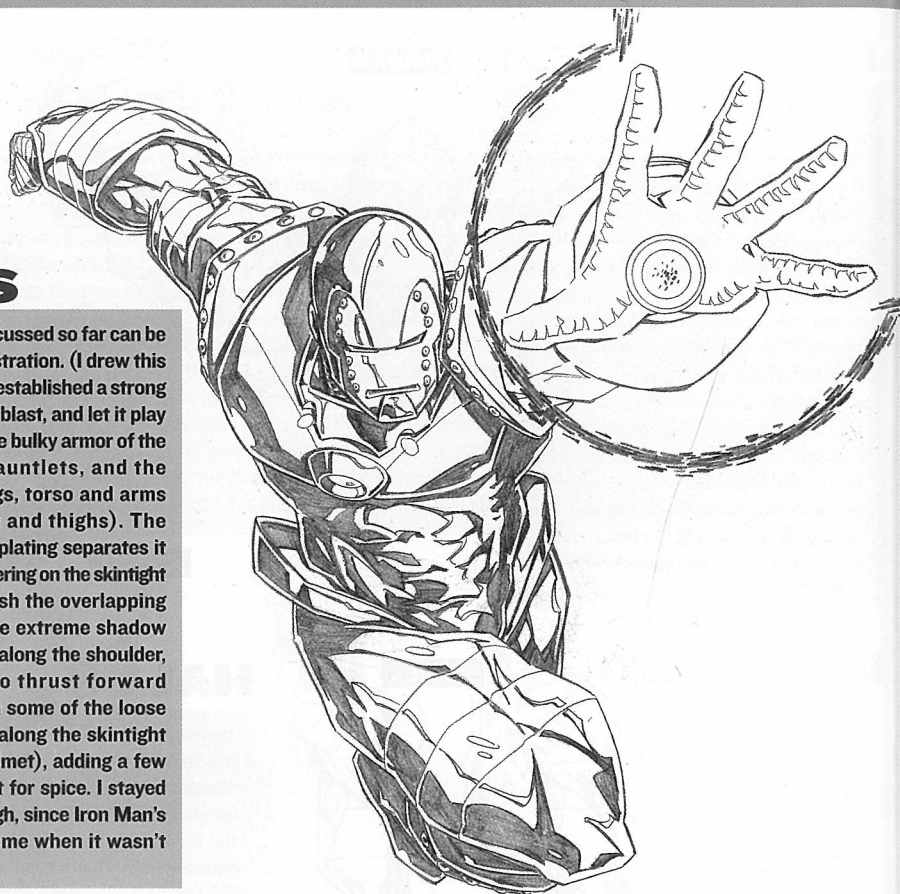 S
cussed so far can be
stration. (I drew this
established a strong
blast, and let it play
e bulky armor of the
auntlets, and the
gs, torso and arms
and thighs). The
plating separates it
ering on the skintight
sh the overlapping
e extreme shadow
along the shoulder,
o thrust forward
some of the loose
along the skintight
met), adding a few
t for spice. I stayed
gh, since Iron Man's
me when it wasn't